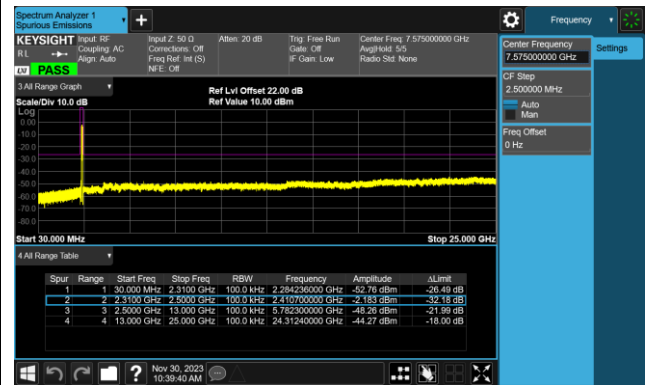 Spectrum Analyzer 1
Spurious Emissions
Frequency
KEYSIGHT
Input: RF
Input Z: 50 Ω
Atten: 20 dB
Trig: Free Run
Center Freq: 7.575000000 GHz
RL
Coupling: AC
Corrections: Off
Gate: Off
Avg|Hold: 5/5
Align: Auto
Freq Ref: Int (S)
IF Gain: Low
Radio Std: None
LXI
PASS
NFE: Off
Center Frequency
7.575000000 GHz
Settings
CF Step
2.500000 MHz
Auto
Man
Freq Offset
0 Hz
3 All Range Graph
Ref Lvl Offset 22.00 dB
Scale/Div 10.0 dB
Ref Value 10.00 dBm
Log
0.00
-10.0
-20.0
-30.0
-40.0
-50.0
-60.0
-70.0
-80.0
Start 30.000 MHz
Stop 25.000 GHz
4 All Range Table
Spur Range Start Freq Stop Freq RBW Frequency Amplitude ΔLimit
1 1 30.000 MHz 2.3100 GHz 100.0 kHz 2.284236000 GHz -52.76 dBm -26.49 dB
2 2 2.3100 GHz 2.5000 GHz 100.0 kHz 2.410700000 GHz -2.183 dBm -32.18 dB
3 3 2.5000 GHz 13.000 GHz 100.0 kHz 5.782300000 GHz -48.26 dBm -21.99 dB
4 4 13.000 GHz 25.000 GHz 100.0 kHz 24.31240000 GHz -44.27 dBm -18.00 dB
Nov 30, 2023
10:39:40 AM